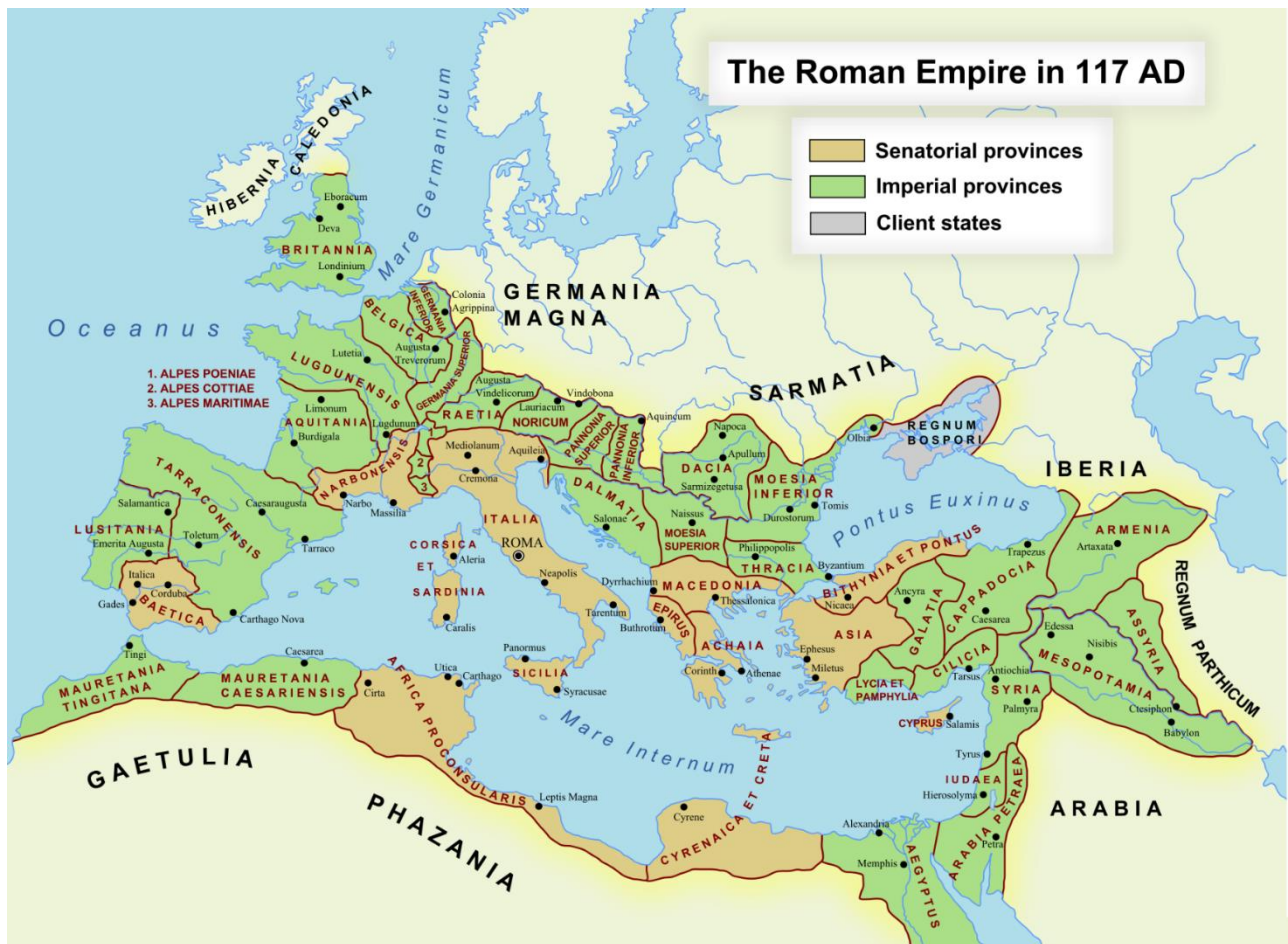 The Roman Empire in 117 AD
Senatorial provinces
Imperial provinces
Client states
HIBERNIA
CALEDONIA
Mare Germanicum
Oceanus
Eboracum
Deva
BRITANNIA
Londinium
GERMANIA
MAGNA
SARMATIA
Colonia
Agrippina
GERMANIA
INFERIOR
BELGICA
Augusta
Treverorum
Lutetia
LUGDUNENSIS
GERMANIA SUPERIOR
1. ALPES POENIAE
2. ALPES COTTIAE
3. ALPES MARITIMAE
Limonum
AQUITANIA
Burdigala
Lugdunum
NARBONENSIS
Narbo
Massilia
1
2
3
Augusta
Vindelicorum
RAETIA
Lauriacum
NORICUM
Vindobona
Aquincum
PANNONIA
SUPERIOR
PANNONIA
INFERIOR
Mediolanum
Cremona
Aquileia
ITALIA
ROMA
Neapolis
Tarentum
CORSICA
ET
SARDINIA
Aleria
Caralis
Panormus
SICILIA
Syracusae
DALMATIA
Salonae
Napoca
Apullum
DACIA
Sarmizegetusa
MOESIA
INFERIOR
Durostorum
Tomis
Olbia
REGNUM
BOSPORI
Naissus
MOESIA
SUPERIOR
Philippopolis
THRACIA
Byzantium
Dyrrhachium
MACEDONIA
Thessalonica
EPIRUS
Buthrotum
ACHAIA
Corinth
Athenae
Pontus Euxinus
IBERIA
ARMENIA
Artaxata
Trapezus
BITHYNIA ET PONTUS
Nicaea
Ancyra
GALATIA
CAPPADOCIA
Caesarea
ASIA
Ephesus
Miletus
LYCIA ET
PAMPHYLIA
CILICIA
Tarsus
Antiochia
SYRIA
Palmyra
CYPRUS
Salamis
Edessa
Nisibis
MESOPOTAMIA
ASSYRIA
Ctesiphon
Babylon
REGNUM PARTHICUM
Tyrus
IUDAEA
Hierosolyma
ARABIA PETRAEA
Petra
ARABIA
Alexandria
Memphis
AEGYPTUS
TARRACONENSIS
Salamantica
Caesaraugusta
LUSITANIA
Toletum
Emerita Augusta
Tarraco
Italica
Corduba
Gades
BAETICA
Carthago Nova
Tingi
MAURETANIA
TINGITANA
Caesarea
MAURETANIA
CAESARIENSIS
Cirta
Utica
Carthago
AFRICA PROCONSULARIS
Leptis Magna
Mare Internum
Cyrene
CYRENAICA ET CRETA
GAETULIA
PHAZANIA